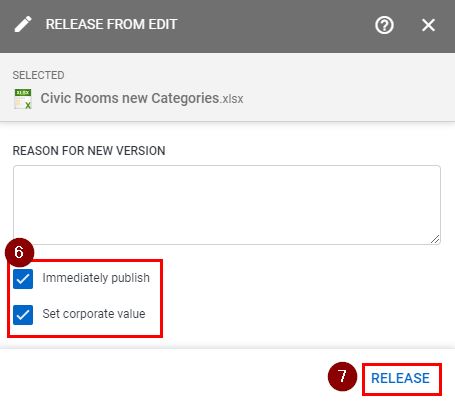 RELEASE FROM EDIT
SELECTED
XLSX
Civic Rooms new Categories.xlsx
REASON FOR NEW VERSION
6
Immediately publish
Set corporate value
7
RELEASE